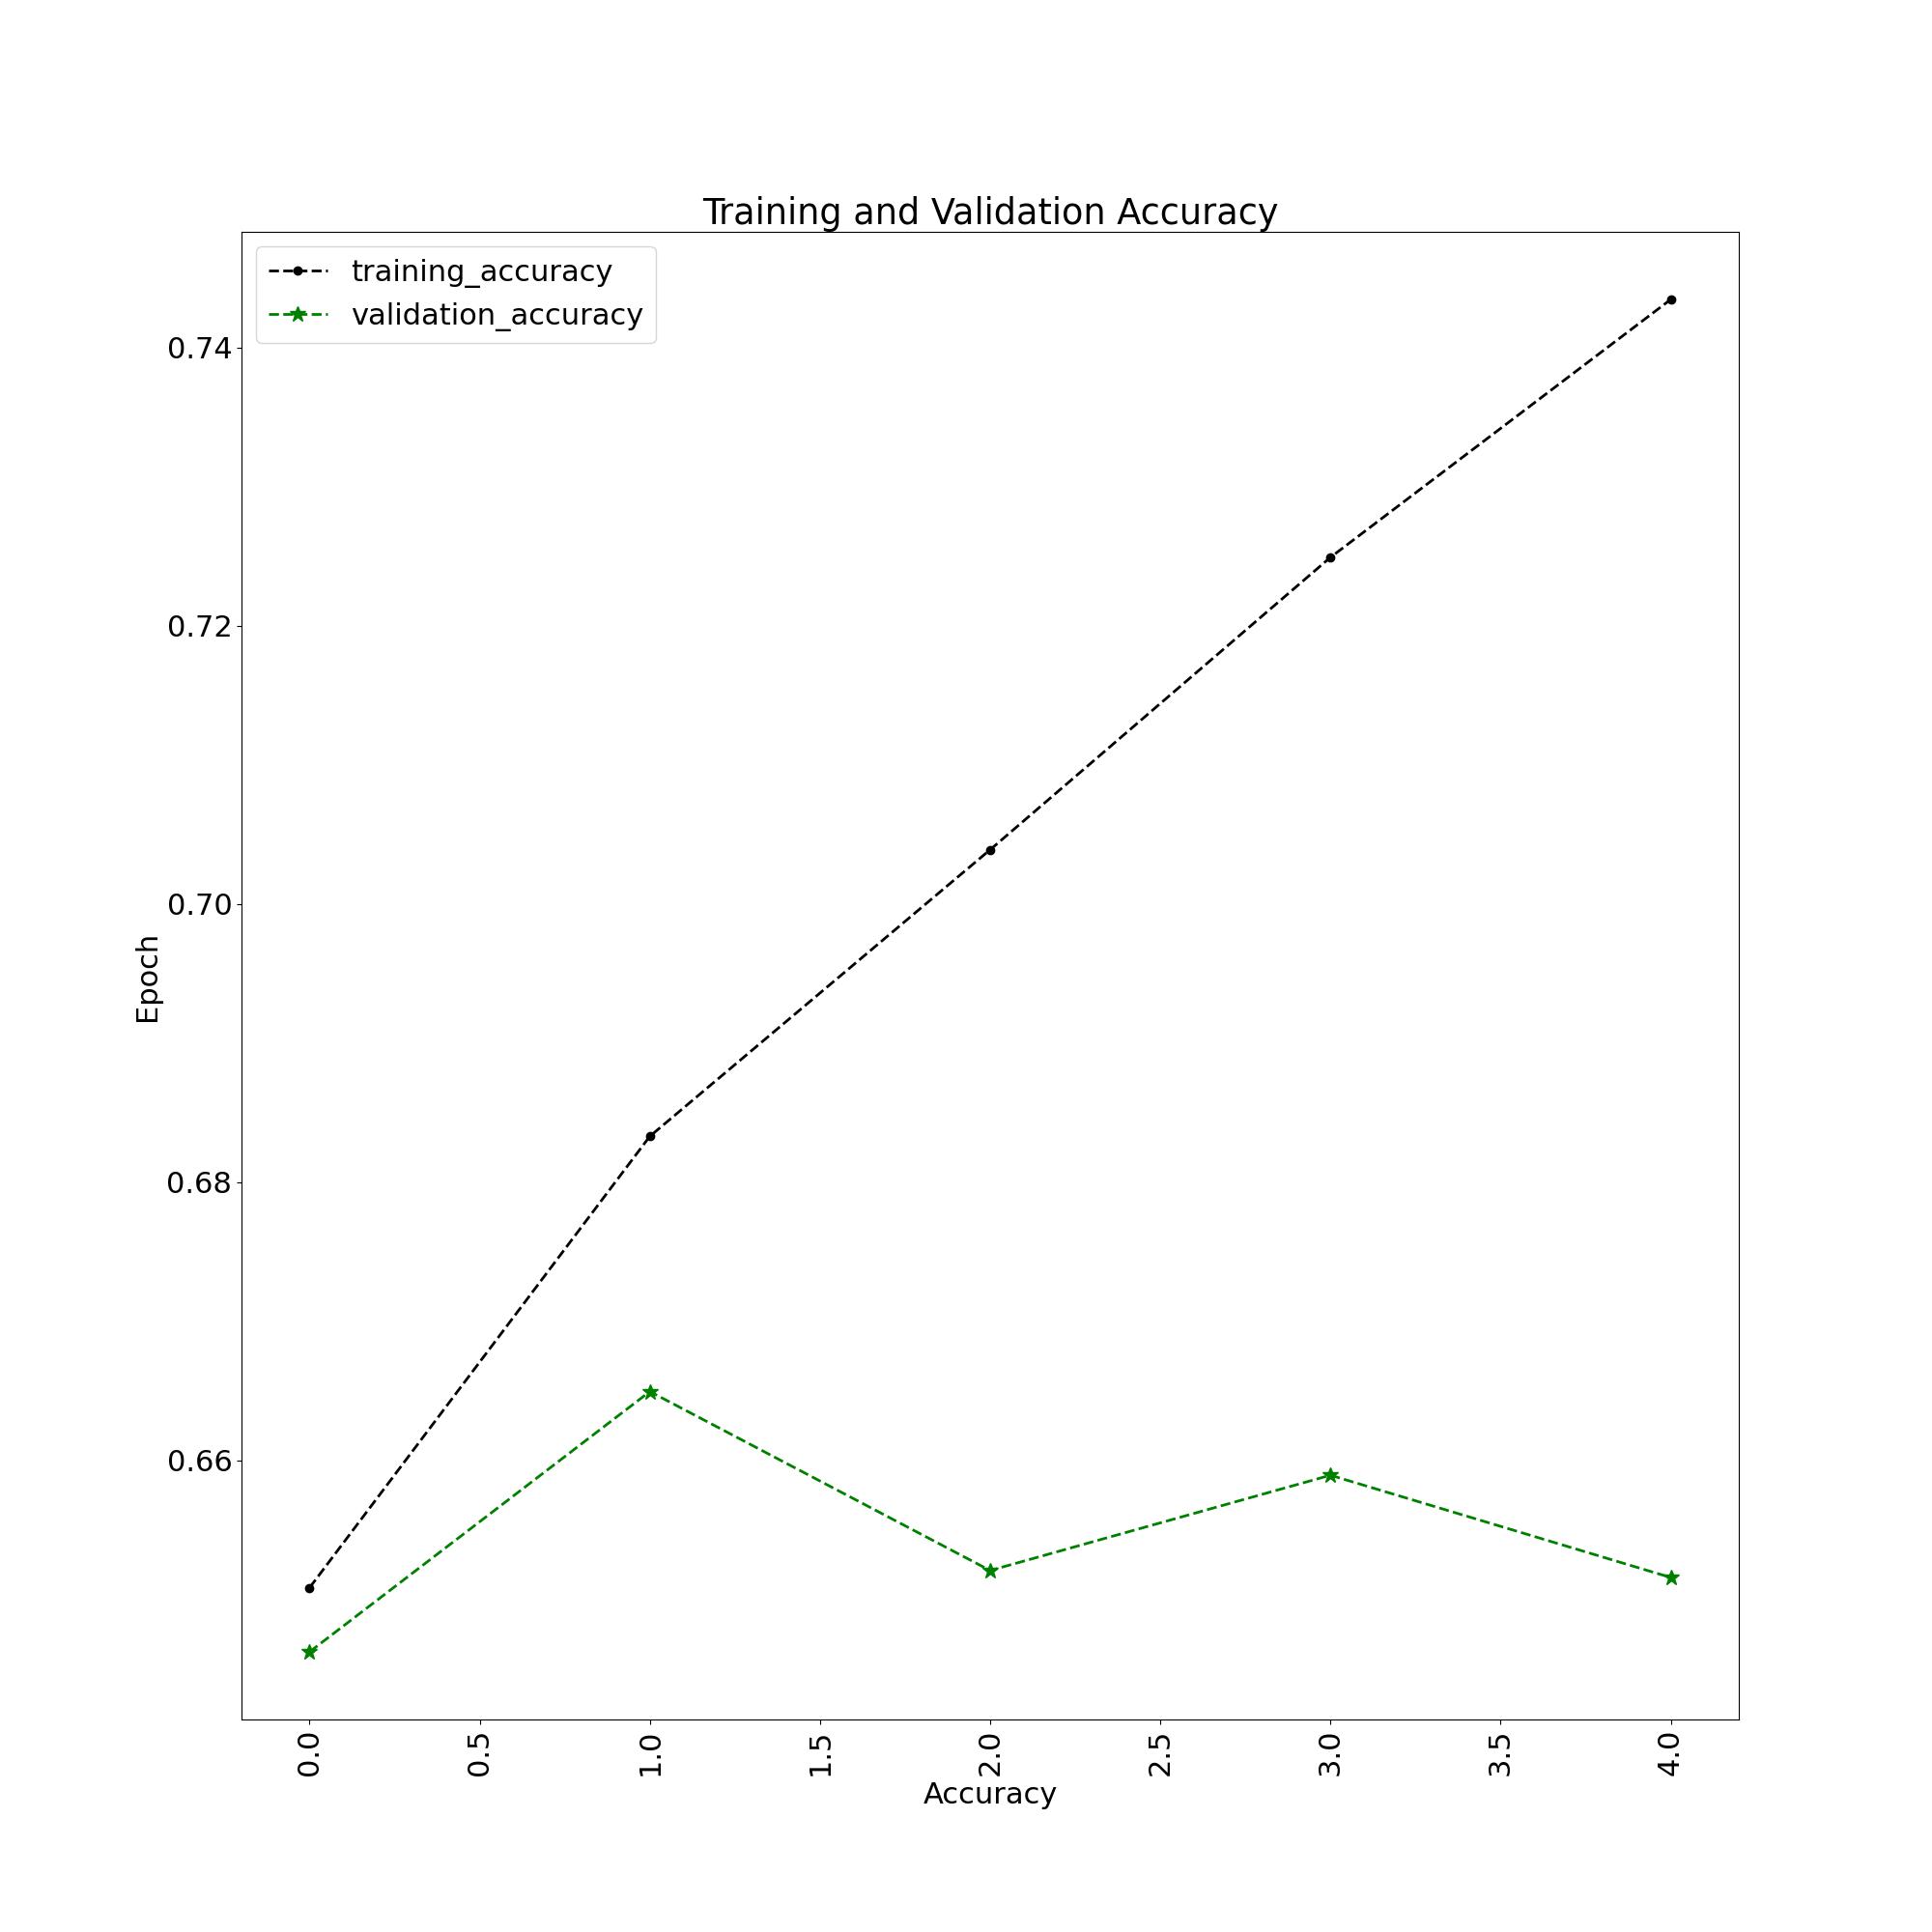 Training and Validation Accuracy
training_accuracy
validation_accuracy
0.74
0.72
0.70
0.68
0.66
Epoch
0.0 0.5 1.0 1.5 2.0 2.5 3.0 3.5 4.0
Accuracy